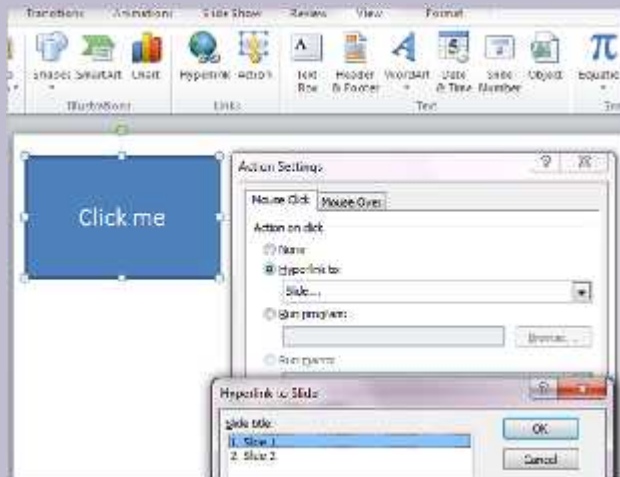 Transitions Animations Slide Show Review View Format
Shapes SmartArt Chart Hyperlink Action Text Box Header & Footer WordArt Date & Time Slide Number Object
Illustrations Links Text
Click me
Action Settings
Mouse Click Mouse Over
Action on click
None
Hyperlink to:
Slide...
Run program:
Browse...
Run macro:
Hyperlink to Slide
Slide title:
1. Slide 1
2. Slide 2
OK
Cancel